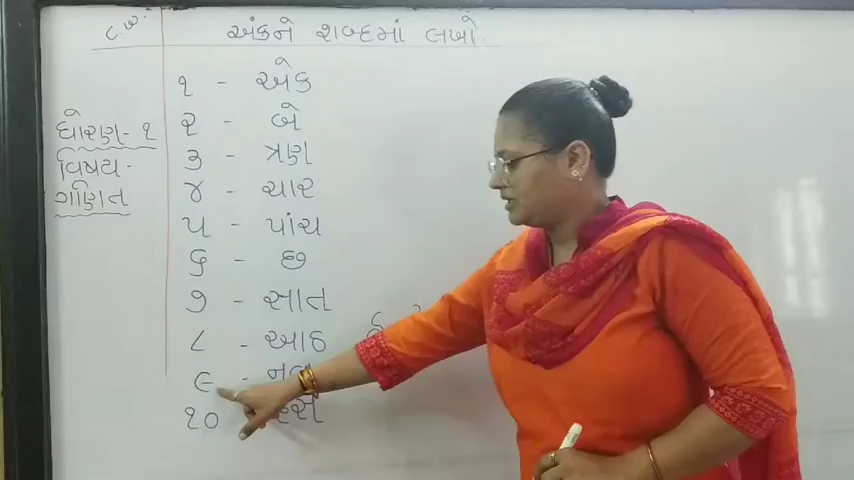 અંકને શબ્દમાં લખો.
ધોરણ- ૧
વિષય-
ગણિત
૧ - એક
૨ - બે
૩ - ત્રણ
૪ - ચાર
૫ - પાંચ
૬ - છ
૭ - સાત
૮ - આઠ
૯ - નવ
૧૦